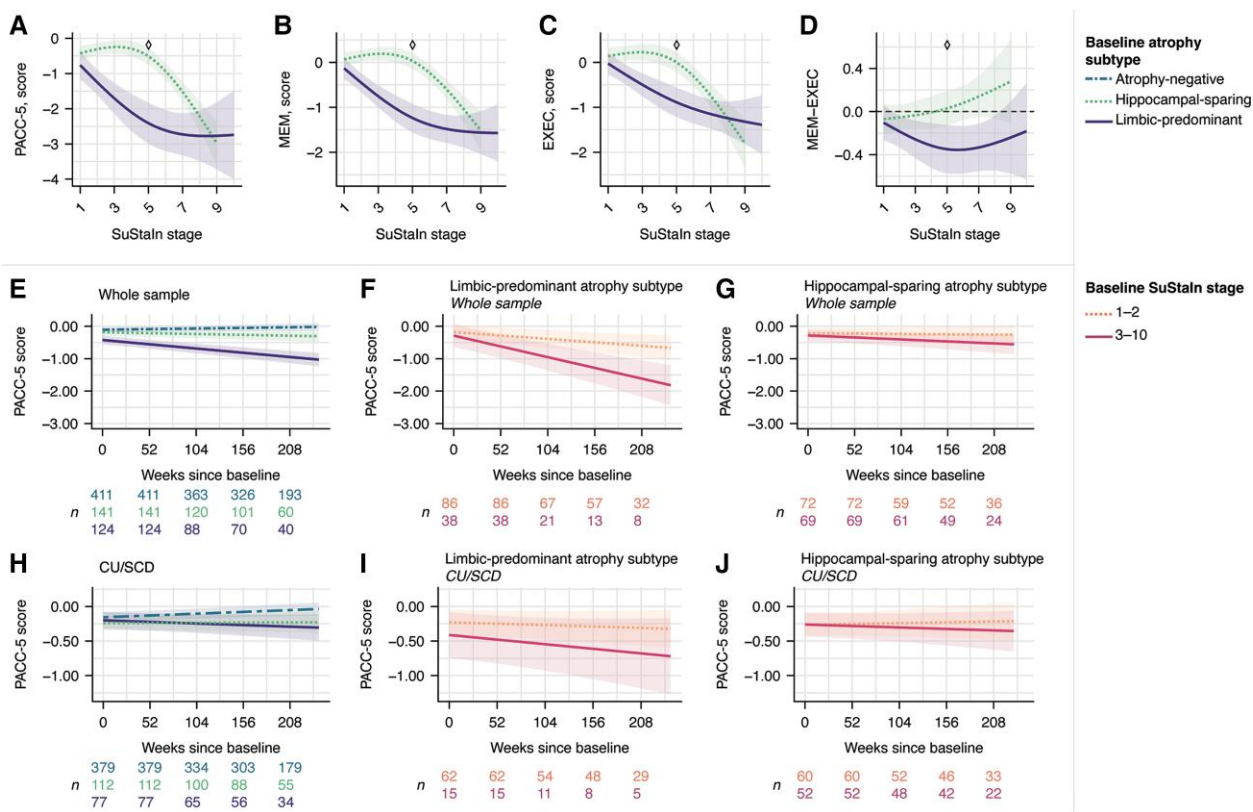 A
B
C
D
PACC-5, score
0
−1
−2
−3
−4
1 3 5 7 9
SuStaIn stage
MEM, score
0
−1
−2
1 3 5 7 9
SuStaIn stage
EXEC, score
0
−1
−2
1 3 5 7 9
SuStaIn stage
MEM−EXEC
0.4
0.0
−0.4
1 3 5 7 9
SuStaIn stage
Baseline atrophy
subtype
Atrophy-negative
Hippocampal-sparing
Limbic-predominant
E
Whole sample
PACC-5 score
0.00
−1.00
−2.00
−3.00
0 52 104 156 208
Weeks since baseline
411 411 363 326 193
n 141 141 120 101 60
124 124 88 70 40
F
Limbic-predominant atrophy subtype
Whole sample
PACC-5 score
0.00
−1.00
−2.00
−3.00
0 52 104 156 208
Weeks since baseline
86 86 67 57 32
n
38 38 21 13 8
G
Hippocampal-sparing atrophy subtype
Whole sample
PACC-5 score
0.00
−1.00
−2.00
−3.00
0 52 104 156 208
Weeks since baseline
72 72 59 52 36
n
69 69 61 49 24
Baseline SuStaIn stage
1–2
3–10
H
CU/SCD
PACC-5 score
0.00
−0.50
−1.00
0 52 104 156 208
Weeks since baseline
379 379 334 303 179
n 112 112 100 88 55
77 77 65 56 34
I
Limbic-predominant atrophy subtype
CU/SCD
PACC-5 score
0.00
−0.50
−1.00
0 52 104 156 208
Weeks since baseline
62 62 54 48 29
n
15 15 11 8 5
J
Hippocampal-sparing atrophy subtype
CU/SCD
PACC-5 score
0.00
−0.50
−1.00
0 52 104 156 208
Weeks since baseline
60 60 52 46 33
n
52 52 48 42 22